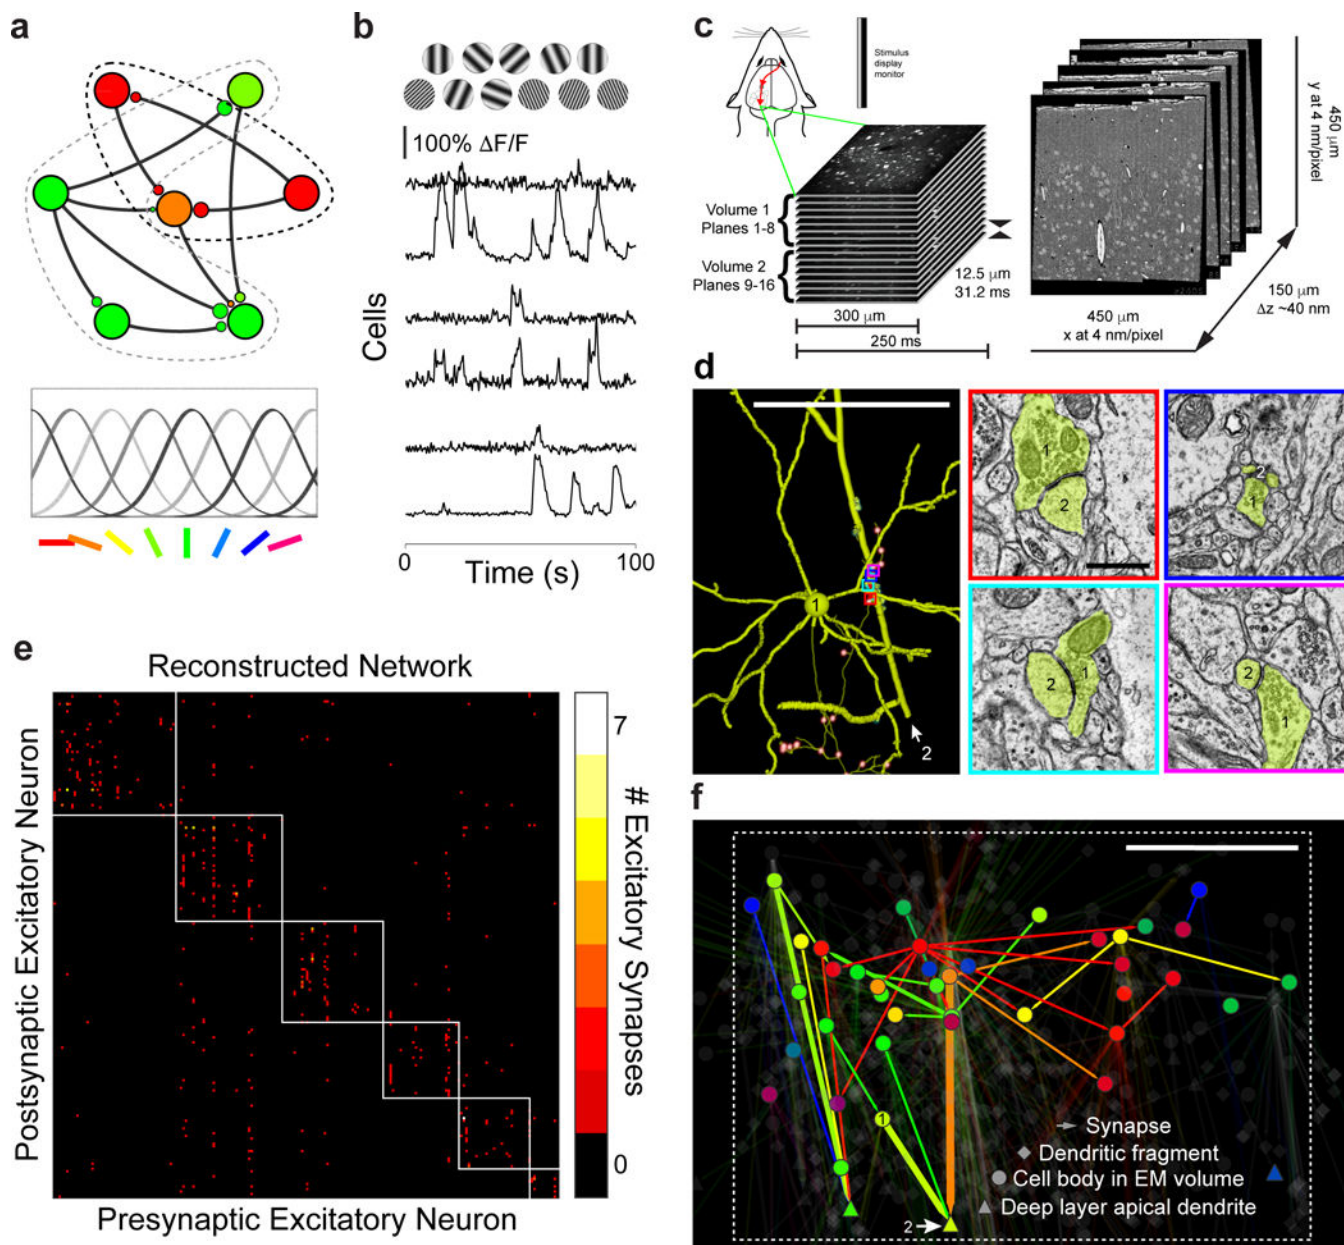 a
b
100% ΔF/F
Cells
0
100
Time (s)
c
Stimulus
display
monitor
Volume 1
Planes 1-8
Volume 2
Planes 9-16
12.5 μm
31.2 ms
300 μm
250 ms
450 μm
y at 4 nm/pixel
150 μm
Δz ~40 nm
450 μm
x at 4 nm/pixel
d
1
2
1
2
2
1
2
1
2
1
e
Reconstructed Network
Postsynaptic Excitatory Neuron
Presynaptic Excitatory Neuron
7
0
# Excitatory Synapses
f
1
2
Synapse
Dendritic fragment
Cell body in EM volume
Deep layer apical dendrite